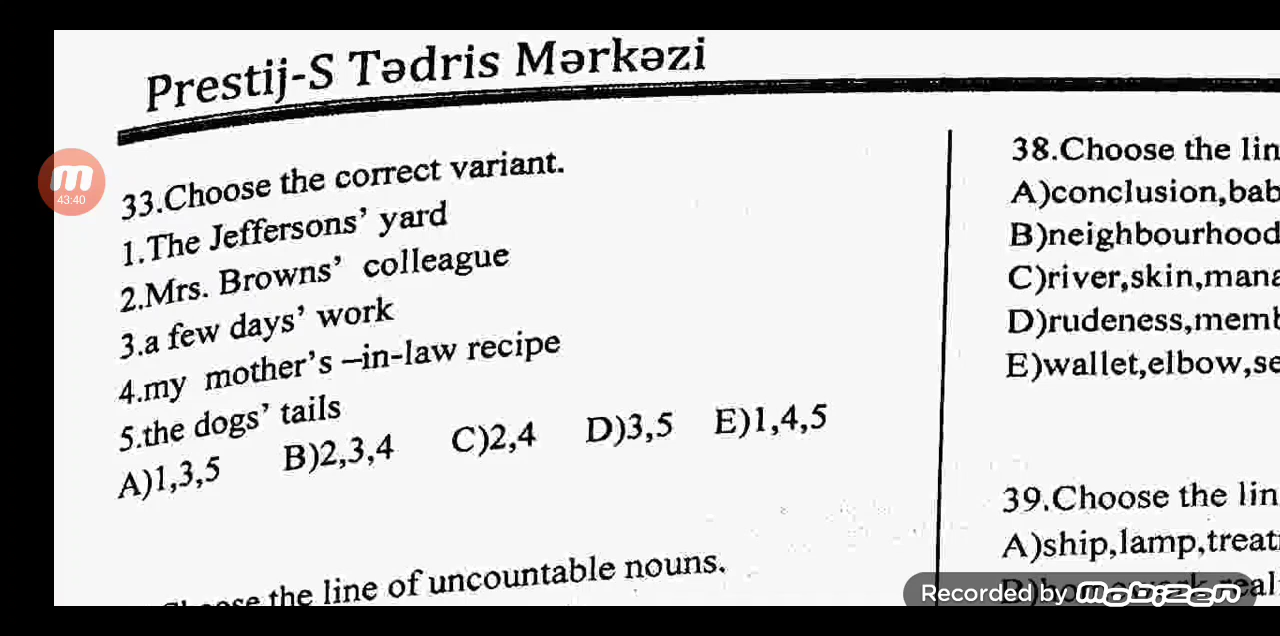 Prestij-S Tədris Mərkəzi
43:40
33.Choose the correct variant.
1.The Jeffersons’ yard
2.Mrs. Browns’ colleague
3.a few days’ work
4.my mother’s –in-law recipe
5.the dogs’ tails
A)1,3,5 B)2,3,4 C)2,4 D)3,5 E)1,4,5
the line of uncountable nouns.
38.Choose the lin
A)conclusion,bab
B)neighbourhood
C)river,skin,mana
D)rudeness,memb
E)wallet,elbow,se
39.Choose the lin
A)ship,lamp,treat
Recorded by mobizen